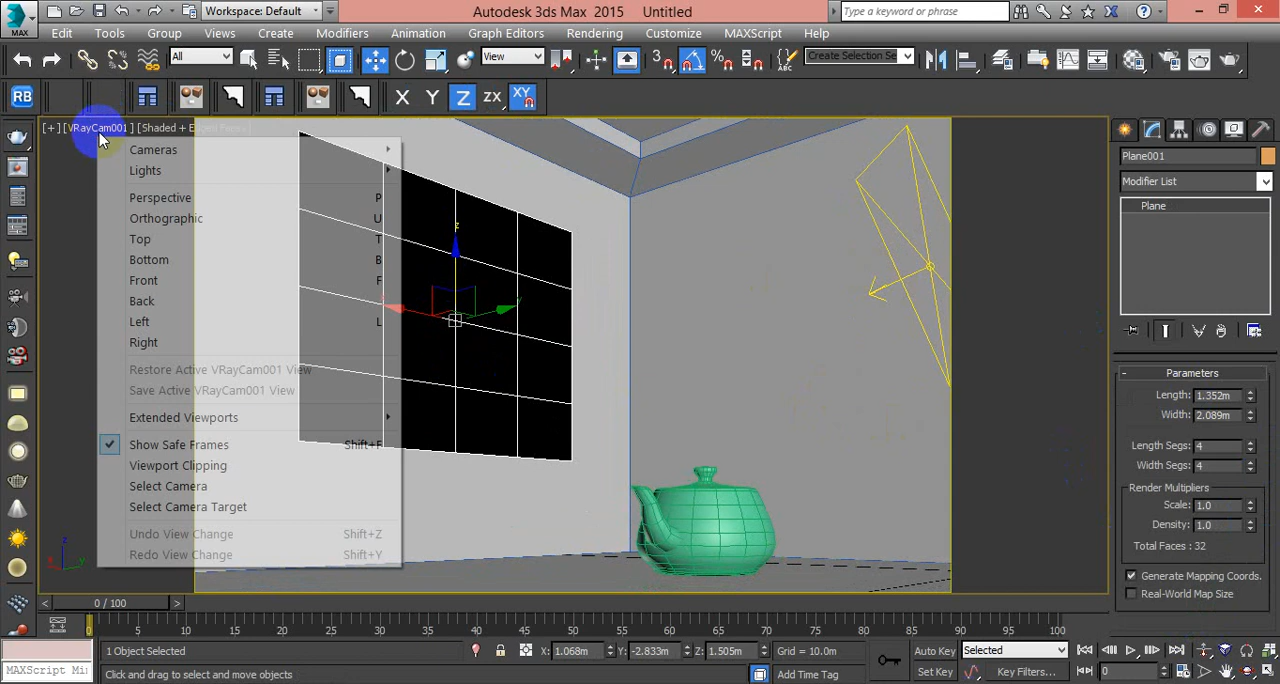 Workspace: Default
Autodesk 3ds Max 2015 Untitled
Type a keyword or phrase
MAX
Edit Tools Group Views Create Modifiers Animation Graph Editors Rendering Customize MAXScript Help
All View 3 Create Selection Se
RB X Y Z ZX XY
[+] [VRayCam001 ] [Shaded +
Cameras
Lights
Perspective P
Orthographic U
Top T
Bottom B
Front F
Back
Left L
Right
Restore Active VRayCam001 View
Save Active VRayCam001 View
Extended Viewports
Show Safe Frames Shift+F
Viewport Clipping
Select Camera
Select Camera Target
Undo View Change Shift+Z
Redo View Change Shift+Y
z
x y
z
Plane001
Modifier List
Plane
- Parameters
Length: 1.352m
Width: 2.089m
Length Segs: 4
Width Segs: 4
Render Multipliers
Scale: 1.0
Density: 1.0
Total Faces : 32
Generate Mapping Coords.
Real-World Map Size
< 0 / 100 >
0 5 10 15 20 25 30 35 40 45 50 55 60 65 70 75 80 85 90 95 100
1 Object Selected X: 1.068m Y: -2.833m Z: 1.505m Grid = 10.0m Auto Key Selected
MAXScript Mi Click and drag to select and move objects Add Time Tag Set Key Key Filters... 0